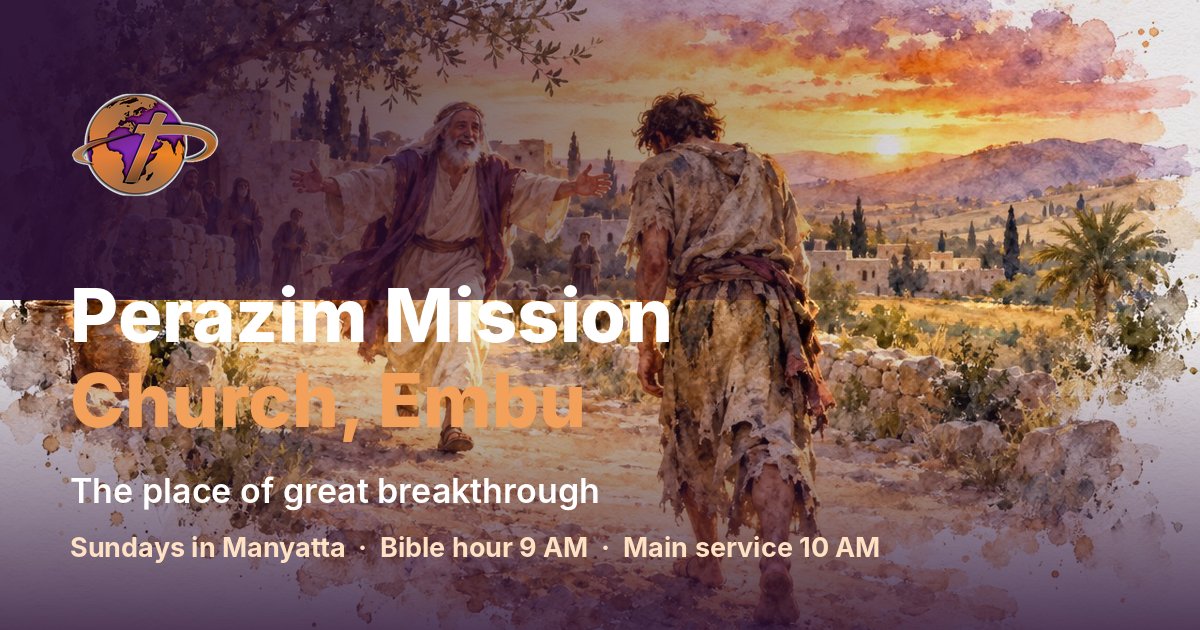 Perazim Mission
Church, Embu
The place of great breakthrough
Sundays in Manyatta · Bible hour 9 AM · Main service 10 AM